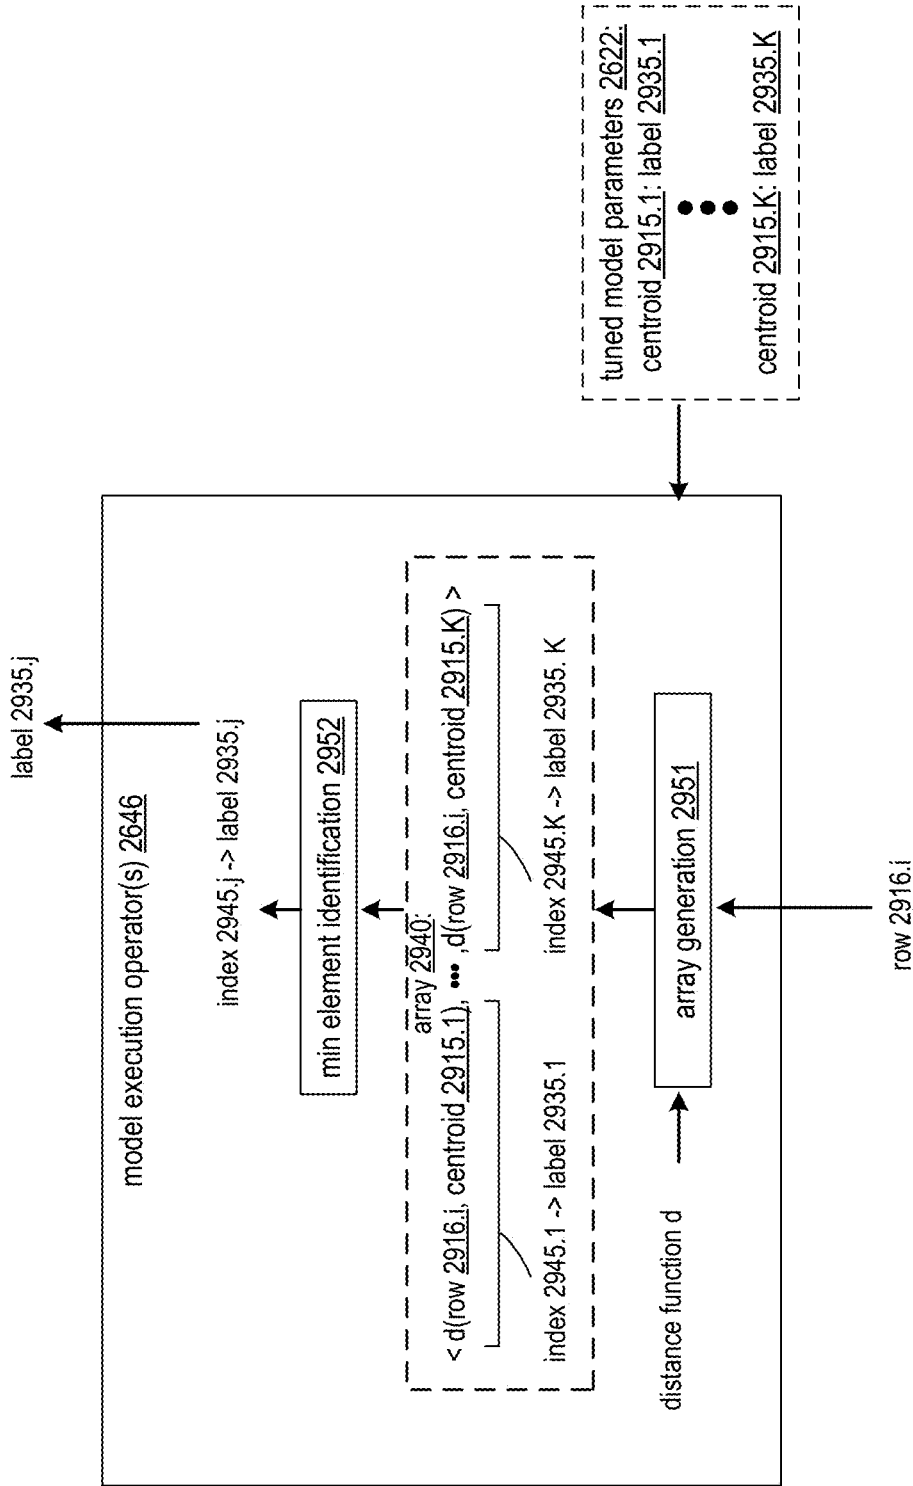 label 2935.j
model execution operator(s) 2646
index 2945.j -> label 2935.j
min element identification 2952
array 2940:
< d(row 2916.i, centroid 2915.1), ••• ,d(row 2916.i, centroid 2915.K) >
index 2945.1 -> label 2935.1
index 2945.K -> label 2935. K
array generation 2951
distance function d
row 2916.i
tuned model parameters 2622:
centroid 2915.1: label 2935.1
•••
centroid 2915.K: label 2935.K